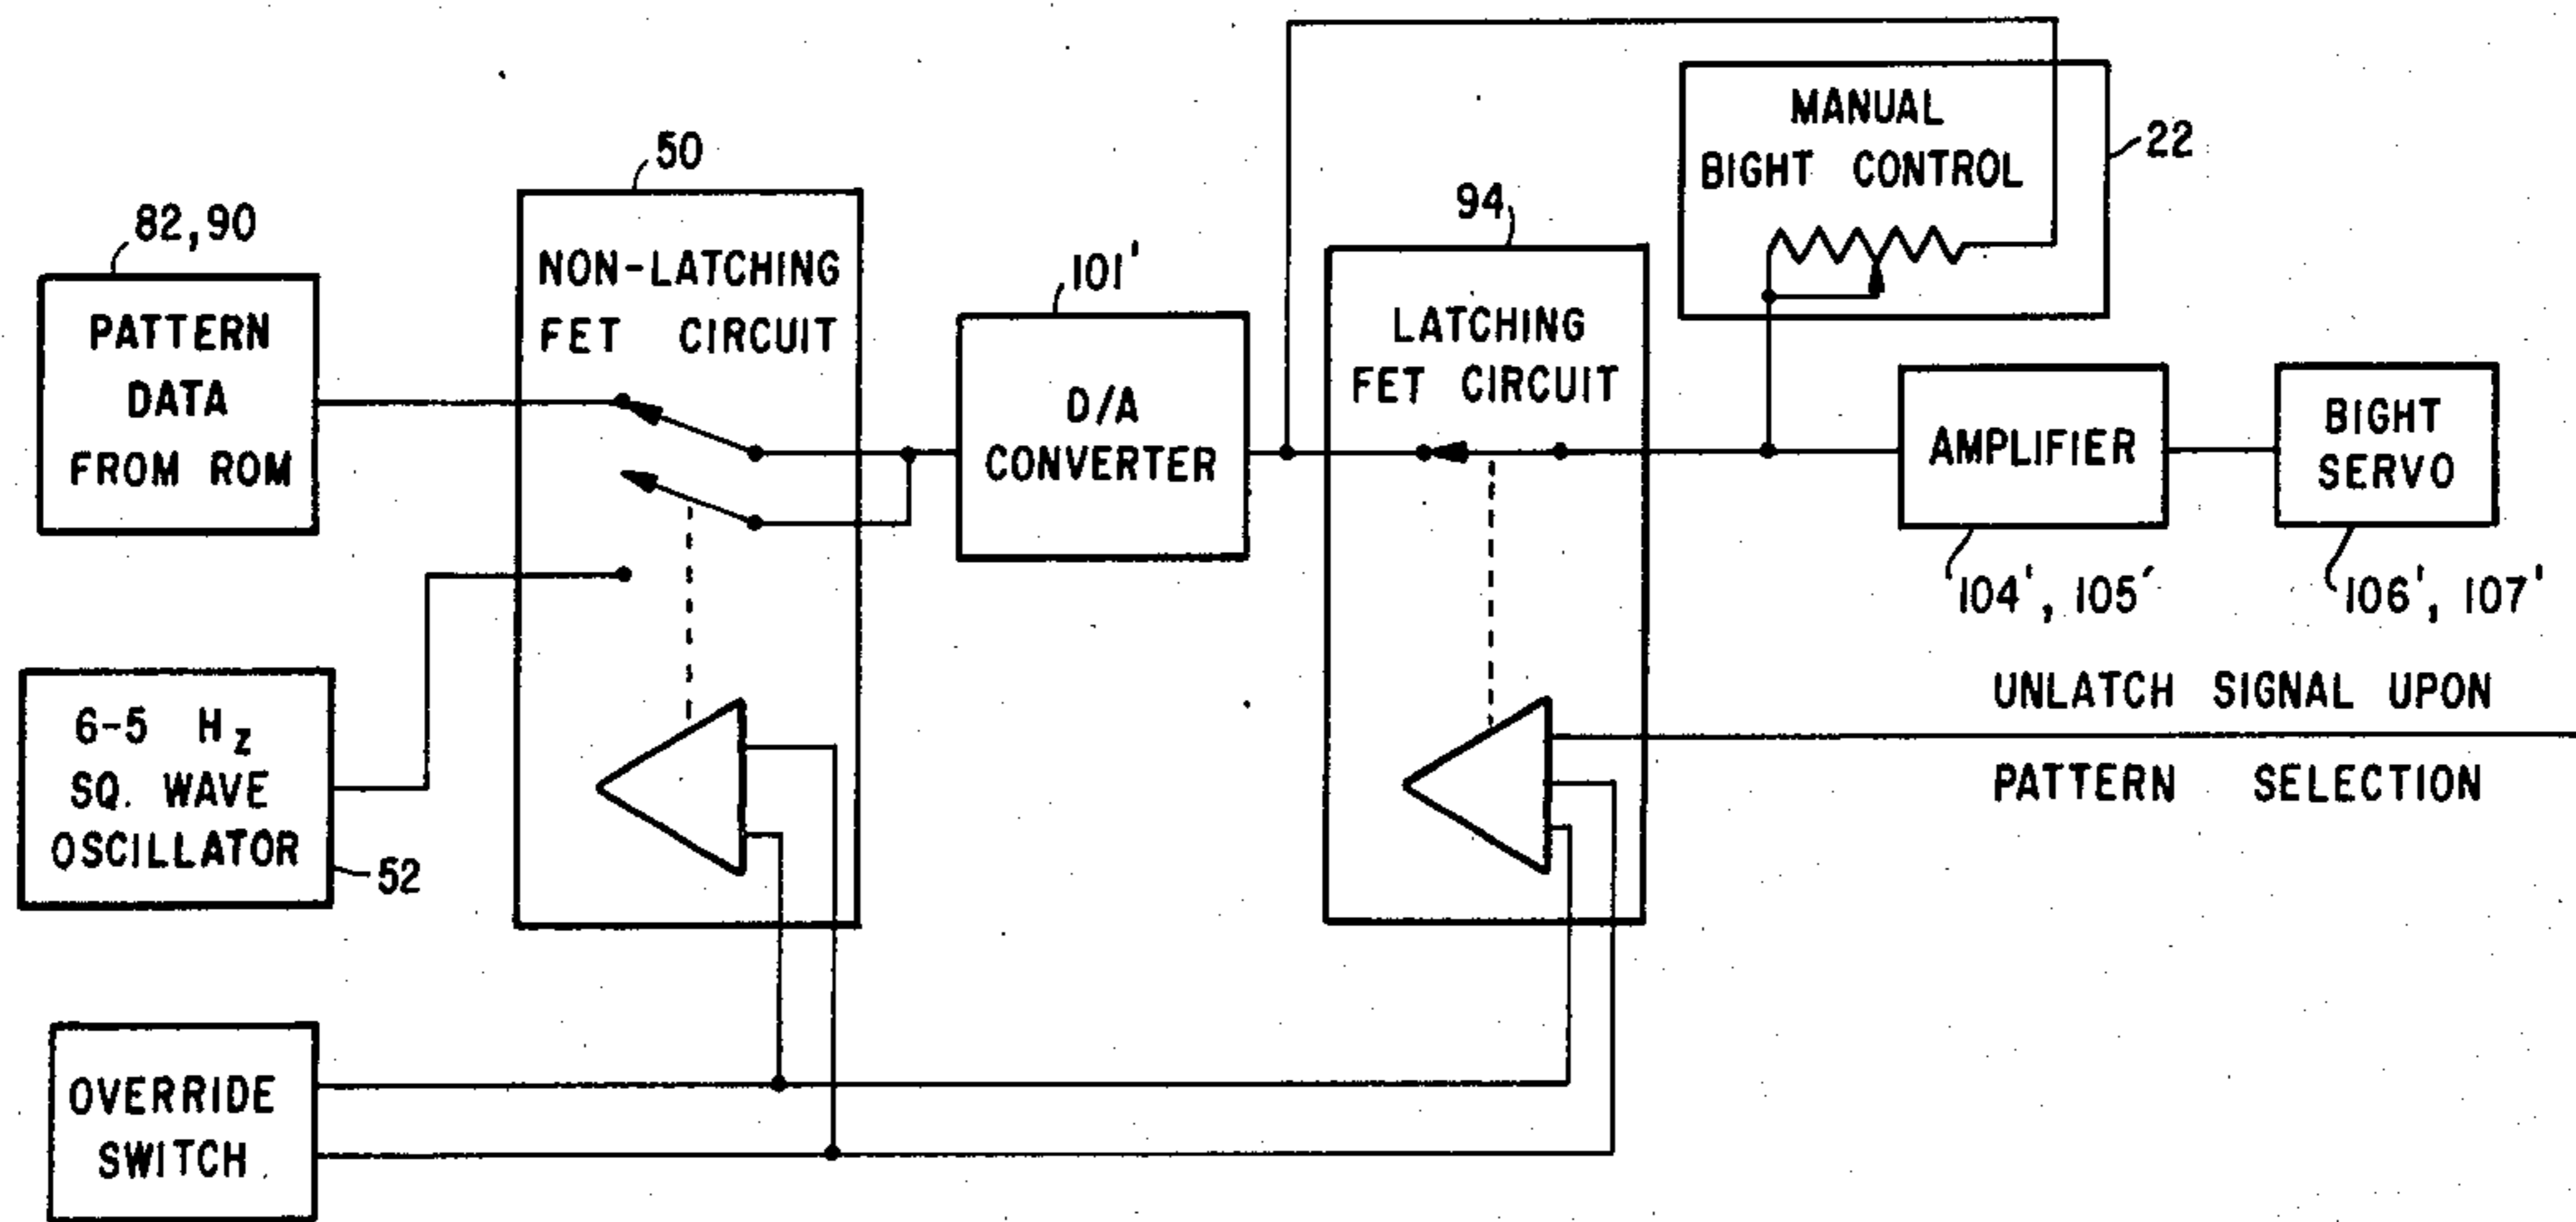 50
82,90
NON-LATCHING
FET CIRCUIT
PATTERN
DATA
FROM ROM
101'
D/A
CONVERTER
94
LATCHING
FET CIRCUIT
MANUAL
BIGHT CONTROL
22
AMPLIFIER
104', 105'
BIGHT
SERVO
106', 107'
6-5 Hz
SQ. WAVE
OSCILLATOR
52
UNLATCH SIGNAL UPON
PATTERN SELECTION
OVERRIDE
SWITCH